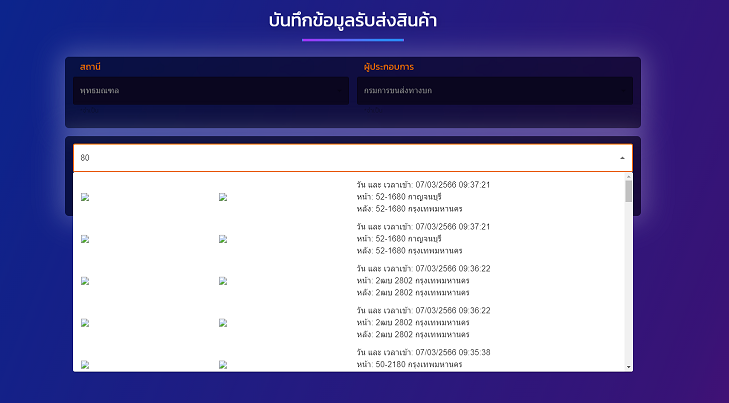 บันทึกข้อมูลรับส่งสินค้า
สถานี
ผู้ประกอบการ
พุทธมณฑล
กรมการขนส่งทางบก
80
วัน และ เวลาเข้า: 07/03/2566 09:37:21
หน้า: 52-1680 กาญจนบุรี
หลัง: 52-1680 กรุงเทพมหานคร
วัน และ เวลาเข้า: 07/03/2566 09:37:21
หน้า: 52-1680 กาญจนบุรี
หลัง: 52-1680 กรุงเทพมหานคร
วัน และ เวลาเข้า: 07/03/2566 09:36:22
หน้า: 2ฒบ 2802 กรุงเทพมหานคร
หลัง: 2ฒบ 2802 กรุงเทพมหานคร
วัน และ เวลาเข้า: 07/03/2566 09:36:22
หน้า: 2ฒบ 2802 กรุงเทพมหานคร
หลัง: 2ฒบ 2802 กรุงเทพมหานคร
วัน และ เวลาเข้า: 07/03/2566 09:35:38
หน้า: 50-2180 กรุงเทพมหานคร